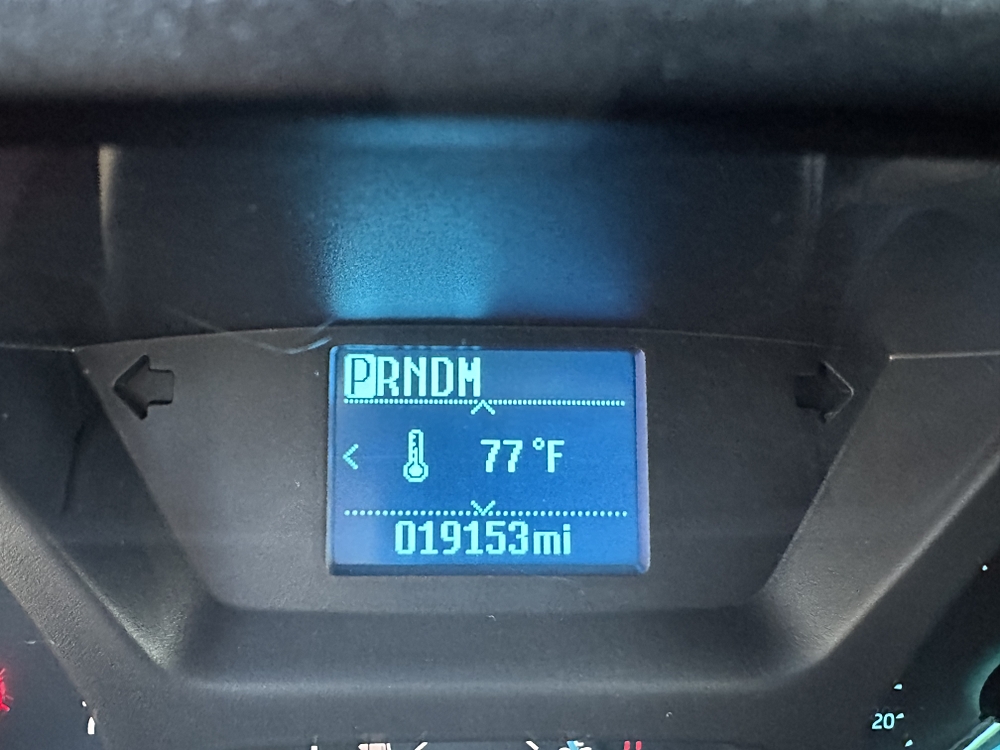 PRNDM
77 °F
019153mi
20